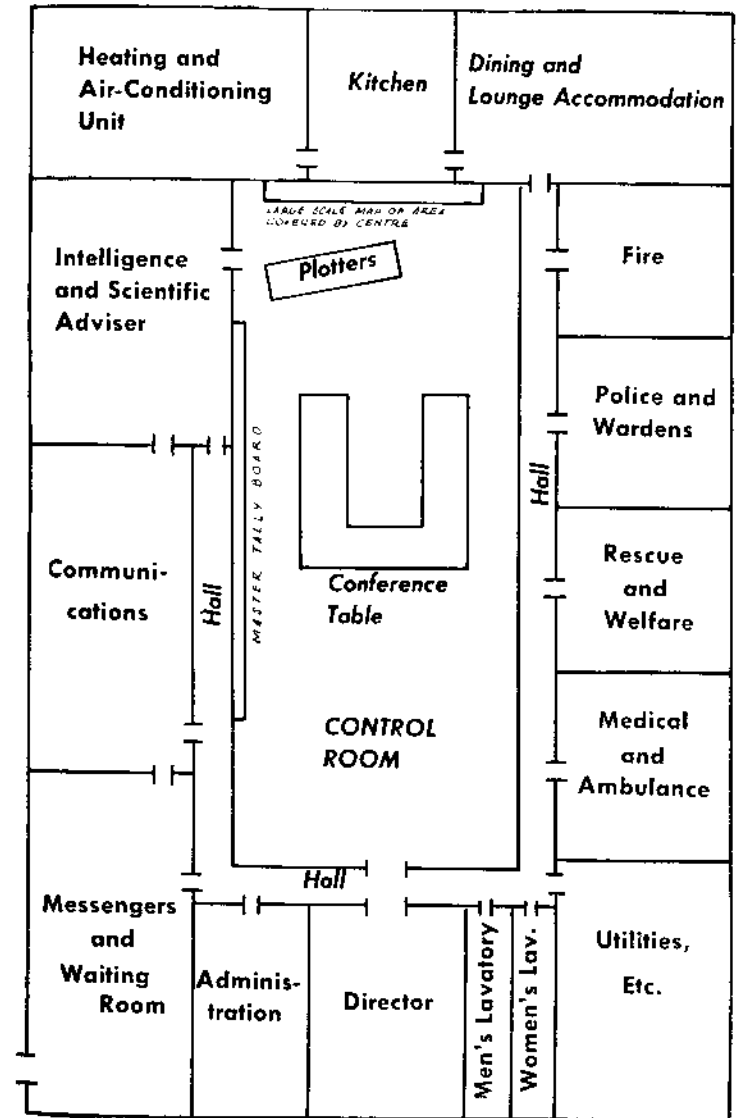 Heating and
Air-Conditioning
Unit
Kitchen
Dining and
Lounge Accommodation
LARGE SCALE MAP OF AREA
COVERED BY CENTRE
Plotters
Intelligence
and Scientific
Adviser
Fire
Police and
Wardens
MASTER TALLY BOARD
Hall
Conference
Table
Communi-
cations
Hall
Rescue
and
Welfare
CONTROL
ROOM
Medical
and
Ambulance
Hall
Messengers
and
Waiting
Room
Adminis-
tration
Director
Men's Lavatory
Women's Lav.
Utilities,
Etc.